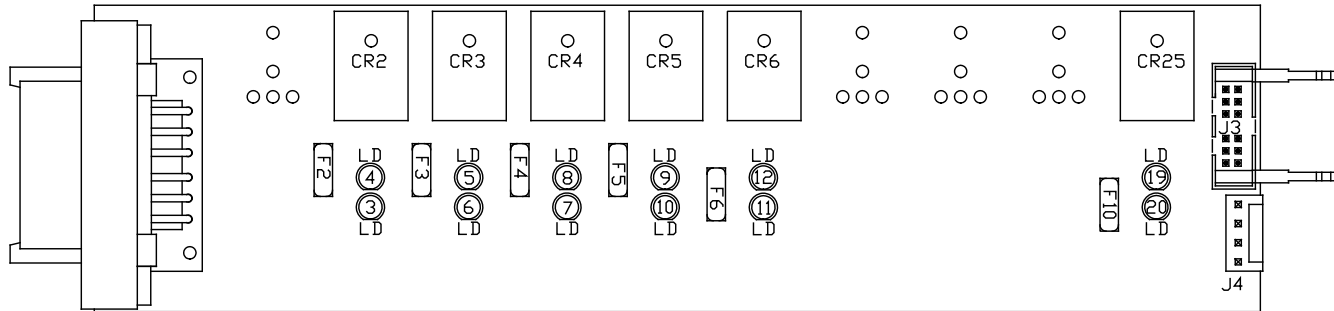 CR2 CR3 CR4 CR5 CR6 CR25
J3
LD LD LD LD LD LD
F2 F3 F4 F5 F6 F10
4 5 8 9 12 19
3 6 7 10 11 20
LD LD LD LD LD LD
J4